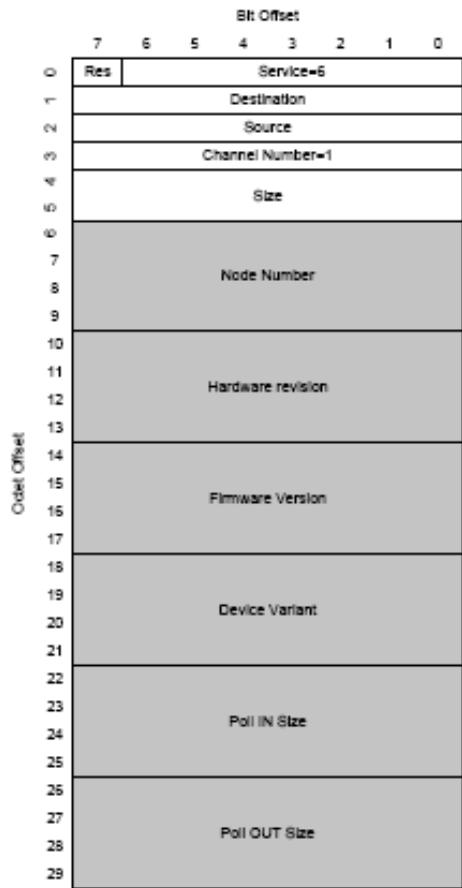 Bit Offset
7 6 5 4 3 2 1 0
0 Res Service=6
1 Destination
2 Source
3 Channel Number=1
4
Size
5
6
7
Node Number
8
9
10
11
Hardware revision
12
13
14
15
Firmware Version
16
17
18
19
Device Variant
20
21
22
23
Poll IN Size
24
25
26
27
Poll OUT Size
28
29
Octet Offset